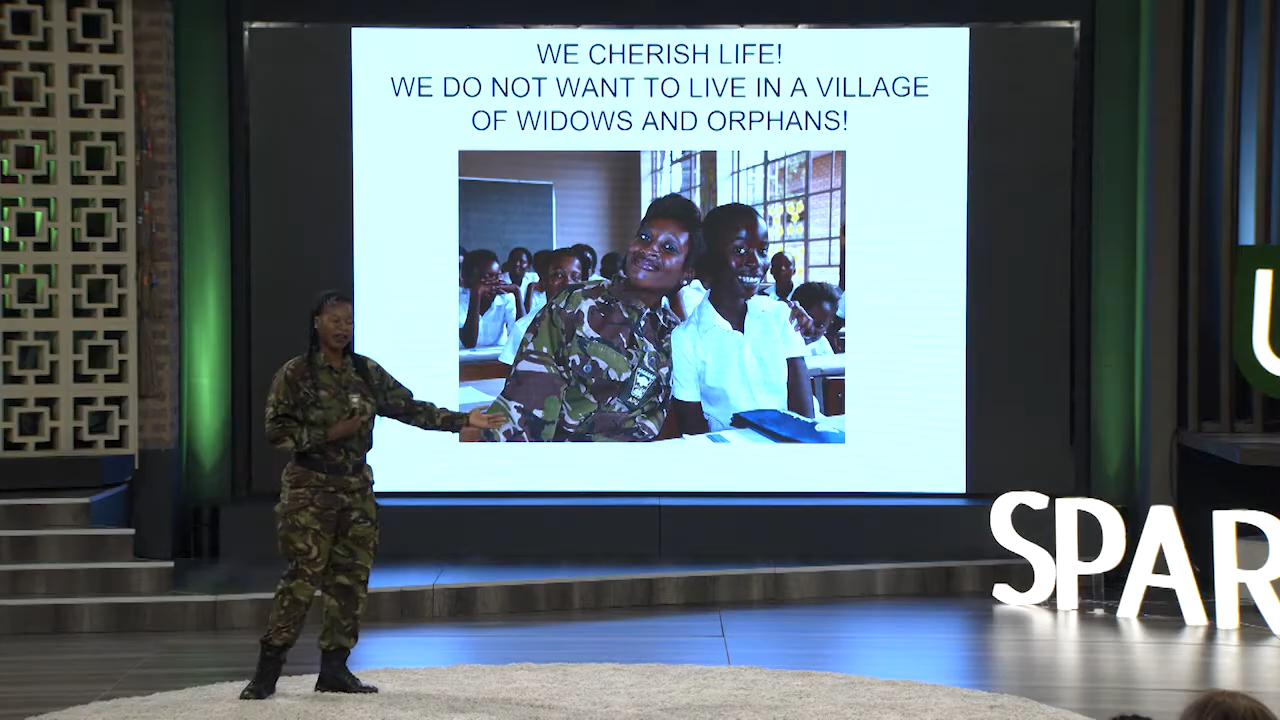 WE CHERISH LIFE!
WE DO NOT WANT TO LIVE IN A VILLAGE
OF WIDOWS AND ORPHANS!
U
SPAR